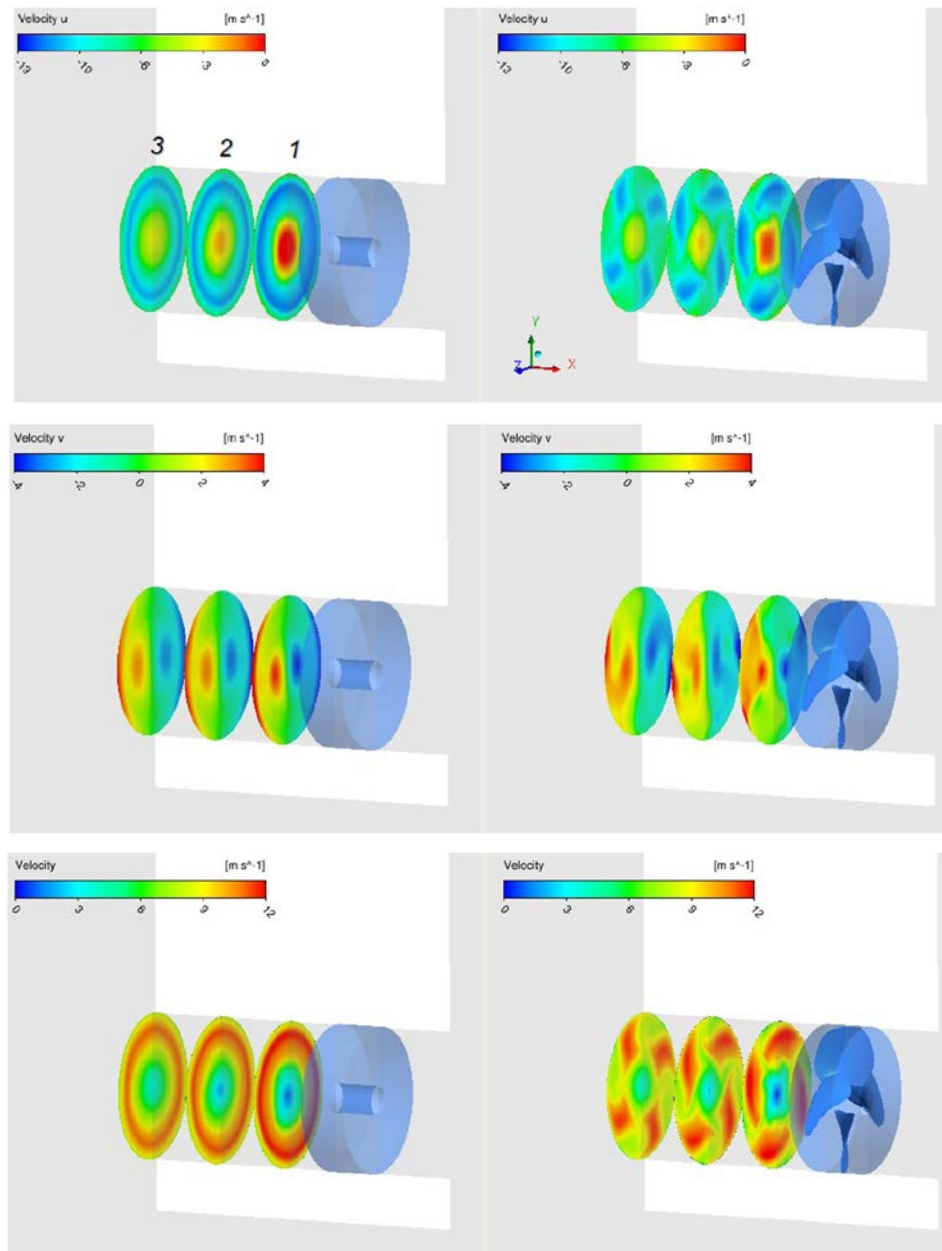 Velocity u [m s^-1]
-13 -10 -6 -3 0
3 2 1
Velocity u [m s^-1]
-13 -10 -6 -3 0
Y
Z X
Velocity v [m s^-1]
-4 -2 0 2 4
Velocity v [m s^-1]
-4 -2 0 2 4
Velocity [m s^-1]
0 3 6 9 12
Velocity [m s^-1]
0 3 6 9 12